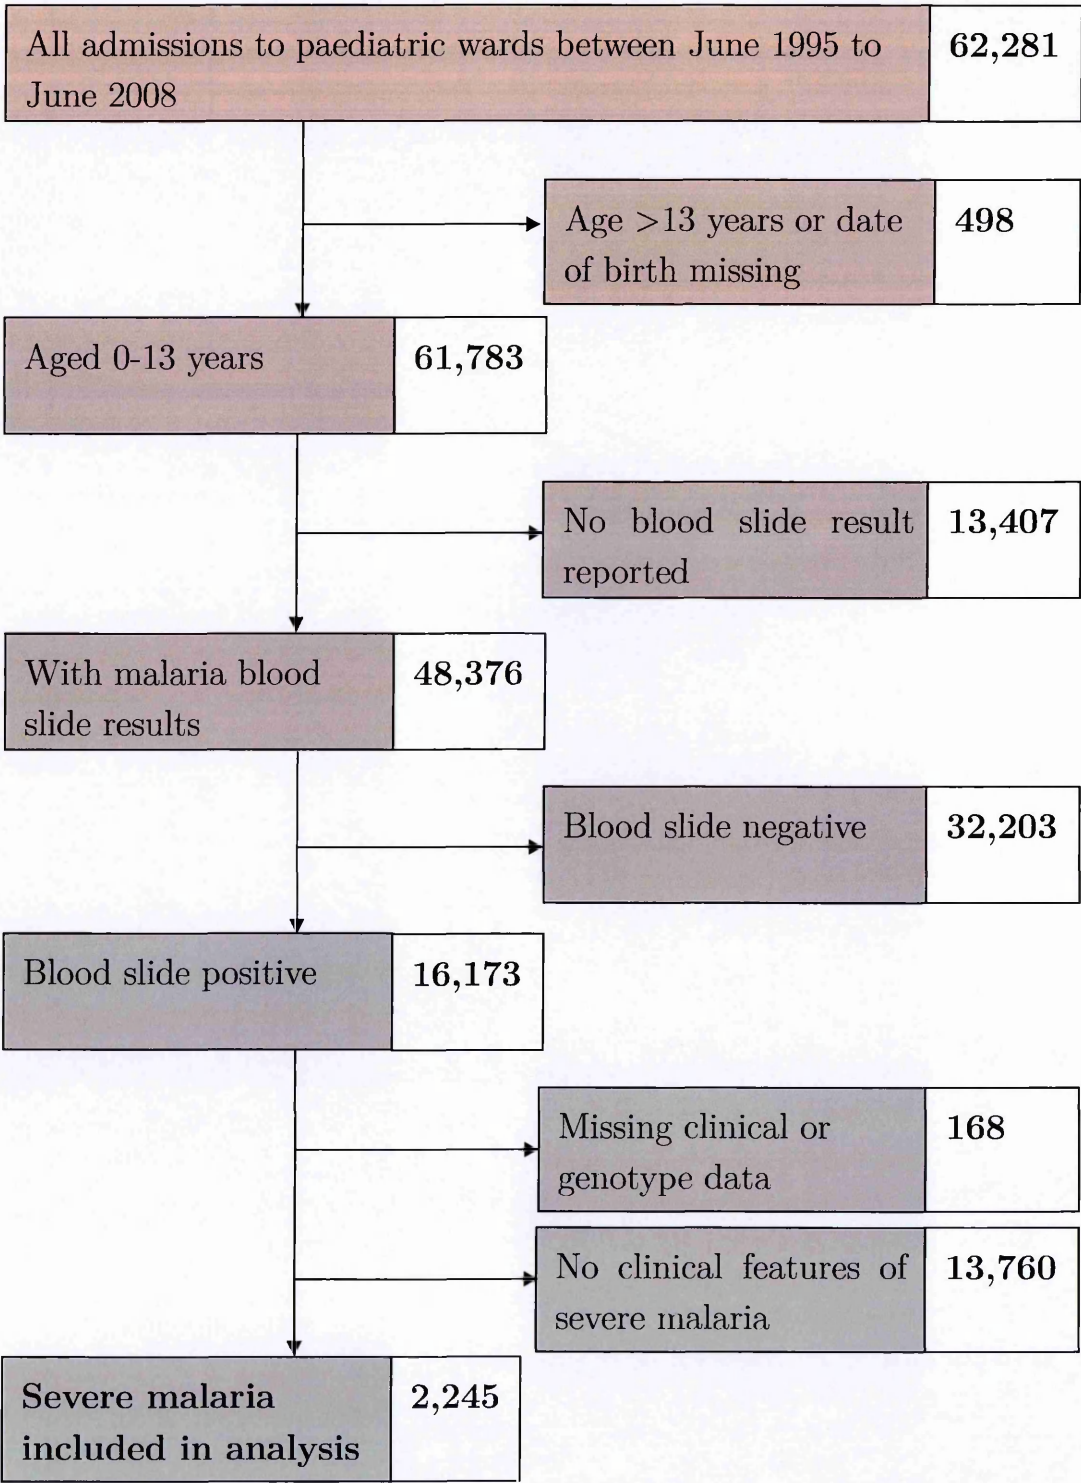 All admissions to paediatric wards between June 1995 to
June 2008
62,281
Age >13 years or date
of birth missing
498
Aged 0-13 years
61,783
No blood slide result
reported
13,407
With malaria blood
slide results
48,376
Blood slide negative
32,203
Blood slide positive
16,173
Missing clinical or
genotype data
168
No clinical features of
severe malaria
13,760
Severe malaria
included in analysis
2,245